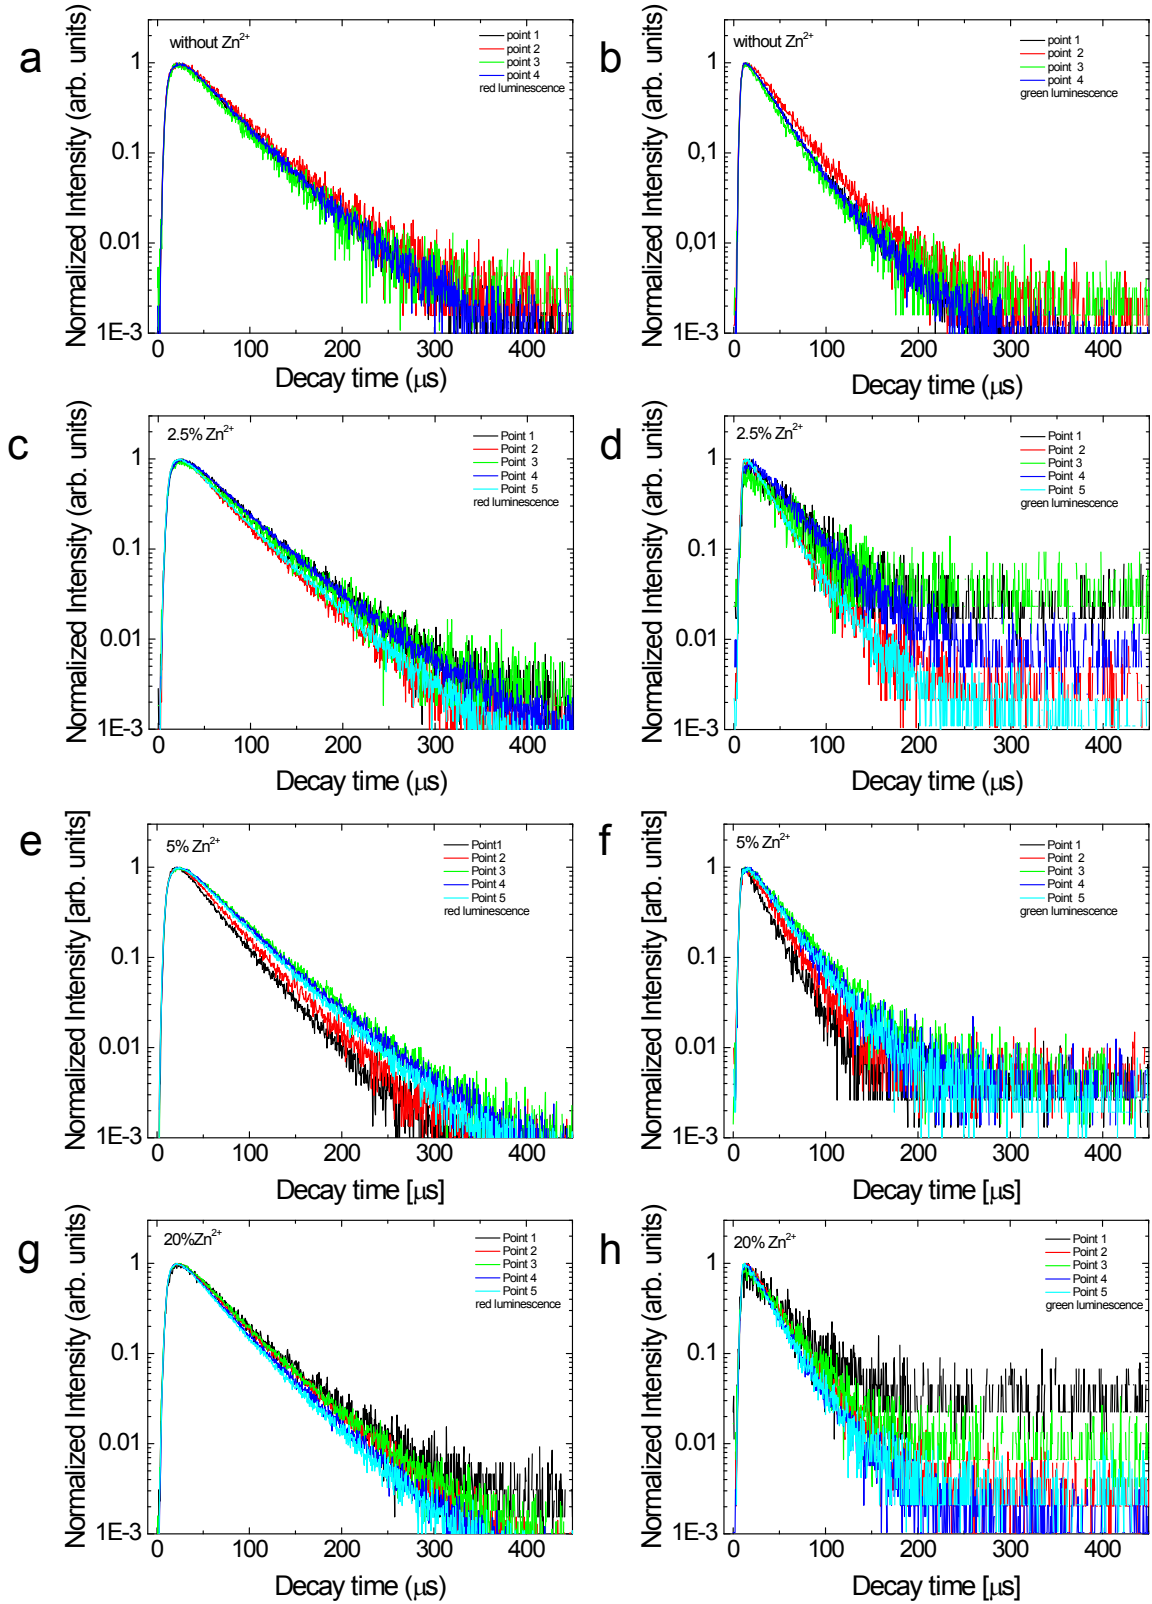 a
without Zn²⁺
point 1
point 2
point 3
point 4
red luminescence
Normalized Intensity (arb. units)
1
0.1
0.01
1E-3
0 100 200 300 400
Decay time (μs)
b
without Zn²⁺
point 1
point 2
point 3
point 4
green luminescence
Normalized Intensity (arb. units)
1
0.1
0.01
1E-3
0 100 200 300 400
Decay time (μs)
c
2.5% Zn²⁺
Point 1
Point 2
Point 3
Point 4
Point 5
red luminescence
Normalized Intensity (arb. units)
1
0.1
0.01
1E-3
0 100 200 300 400
Decay time (μs)
d
2.5% Zn²⁺
Point 1
Point 2
Point 3
Point 4
Point 5
green luminescence
Normalized Intensity (arb. units)
1
0.1
0.01
1E-3
0 100 200 300 400
Decay time (μs)
e
5% Zn²⁺
Point1
Point 2
Point 3
Point 4
Point 5
red luminescence
Normalized Intensity [arb. units]
1
0.1
0.01
1E-3
0 100 200 300 400
Decay time [μs]
f
5% Zn²⁺
Point 1
Point 2
Point 3
Point 4
Point 5
green luminescence
Normalized Intensity [arb. units]
1
0.1
0.01
1E-3
0 100 200 300 400
Decay time [μs]
g
20%Zn²⁺
Point 1
Point 2
Point 3
Point 4
Point 5
red luminescence
Normalized Intensity (arb. units)
1
0.1
0.01
1E-3
0 100 200 300 400
Decay time (μs)
h
20% Zn²⁺
Point 1
Point 2
Point 3
Point 4
Point 5
green luminescence
Normalized Intensity (arb. units)
1
0.1
0.01
1E-3
0 100 200 300 400
Decay time [μs]